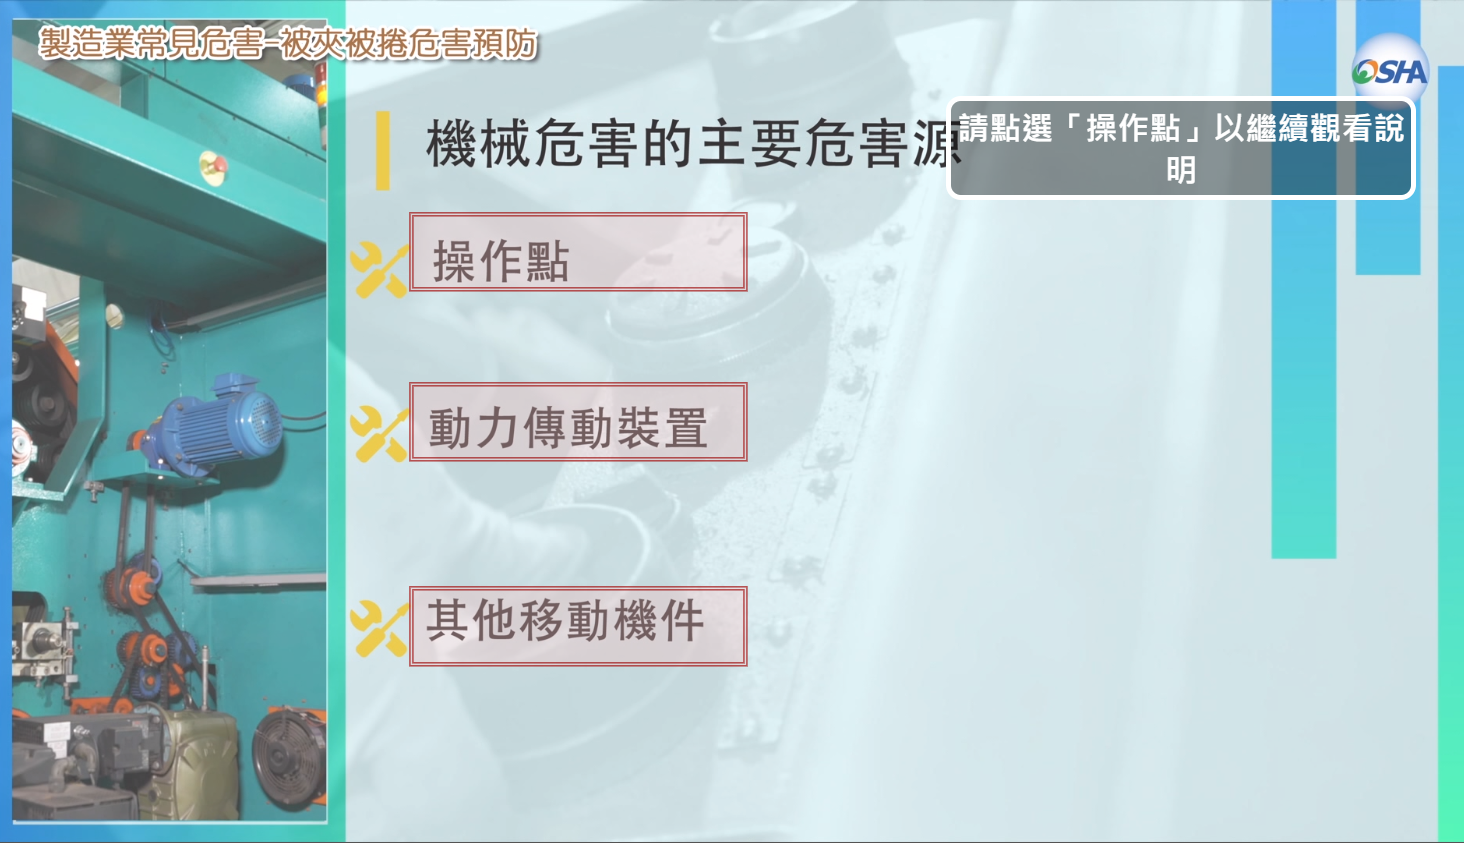 製造業常見危害-被夾被捲危害預防
OSHA
機械危害的主要危害源
請點選「操作點」以繼續觀看說
明
操作點
動力傳動裝置
其他移動機件